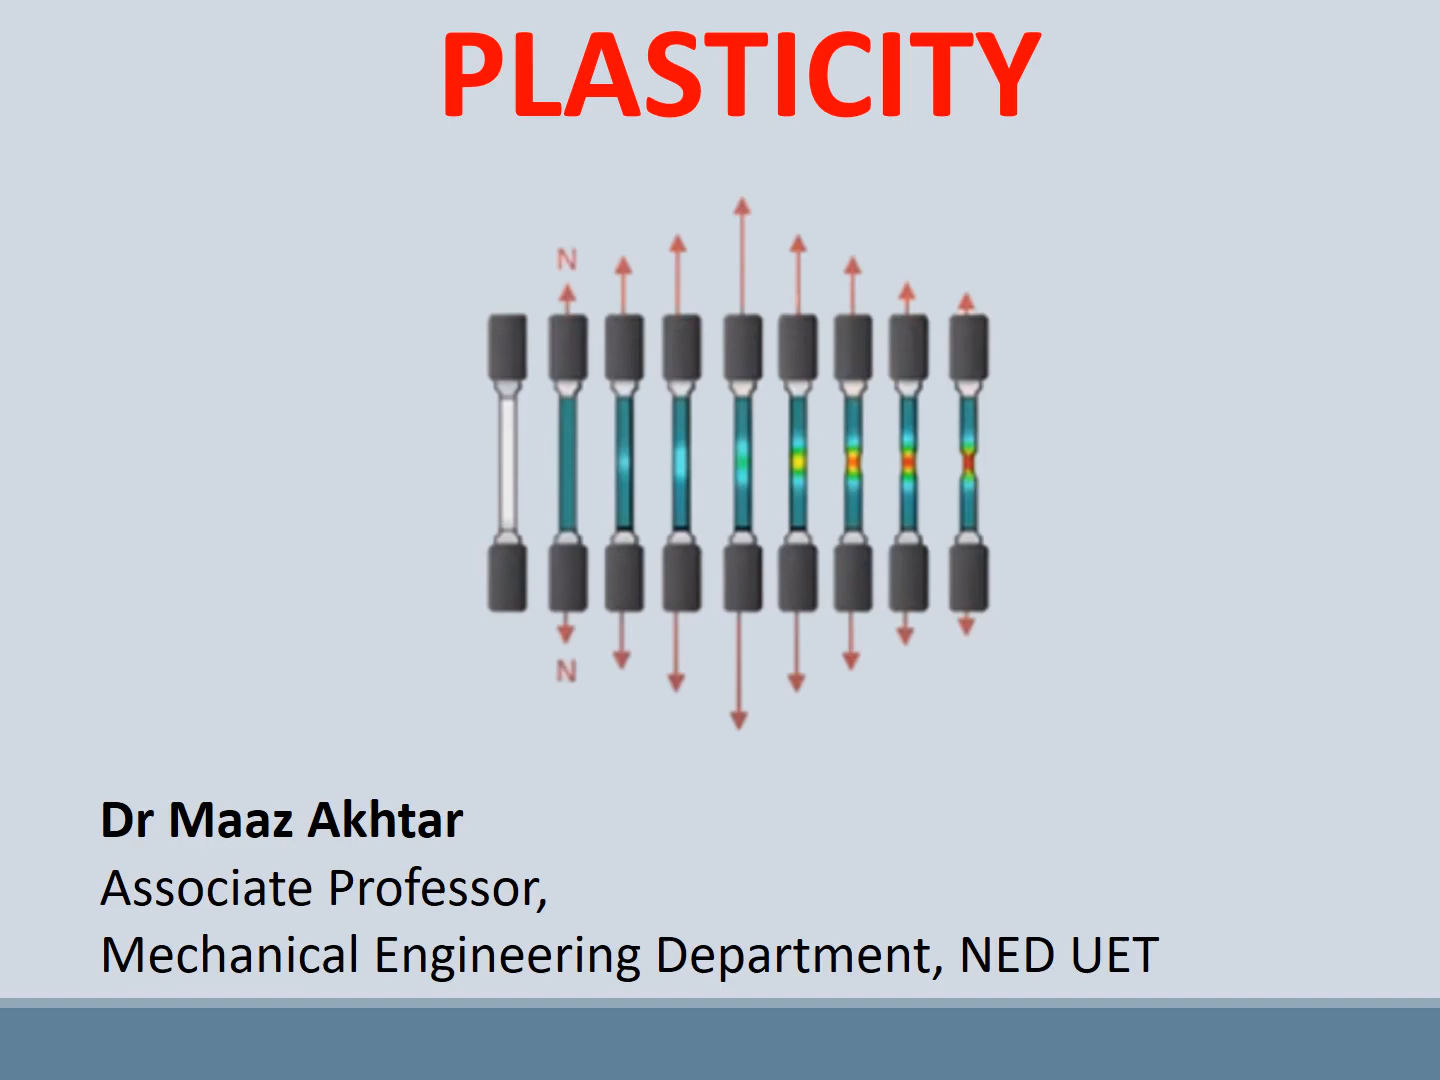 PLASTICITY
N
N
Dr Maaz Akhtar
Associate Professor,
Mechanical Engineering Department, NED UET